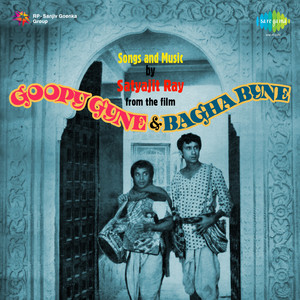 RP- Sanjiv Goenka
Group
SAREGAMA
Songs and Music
by
Satyajit Ray
from the film
GOOPY GYNE
& BAGHA BYNE